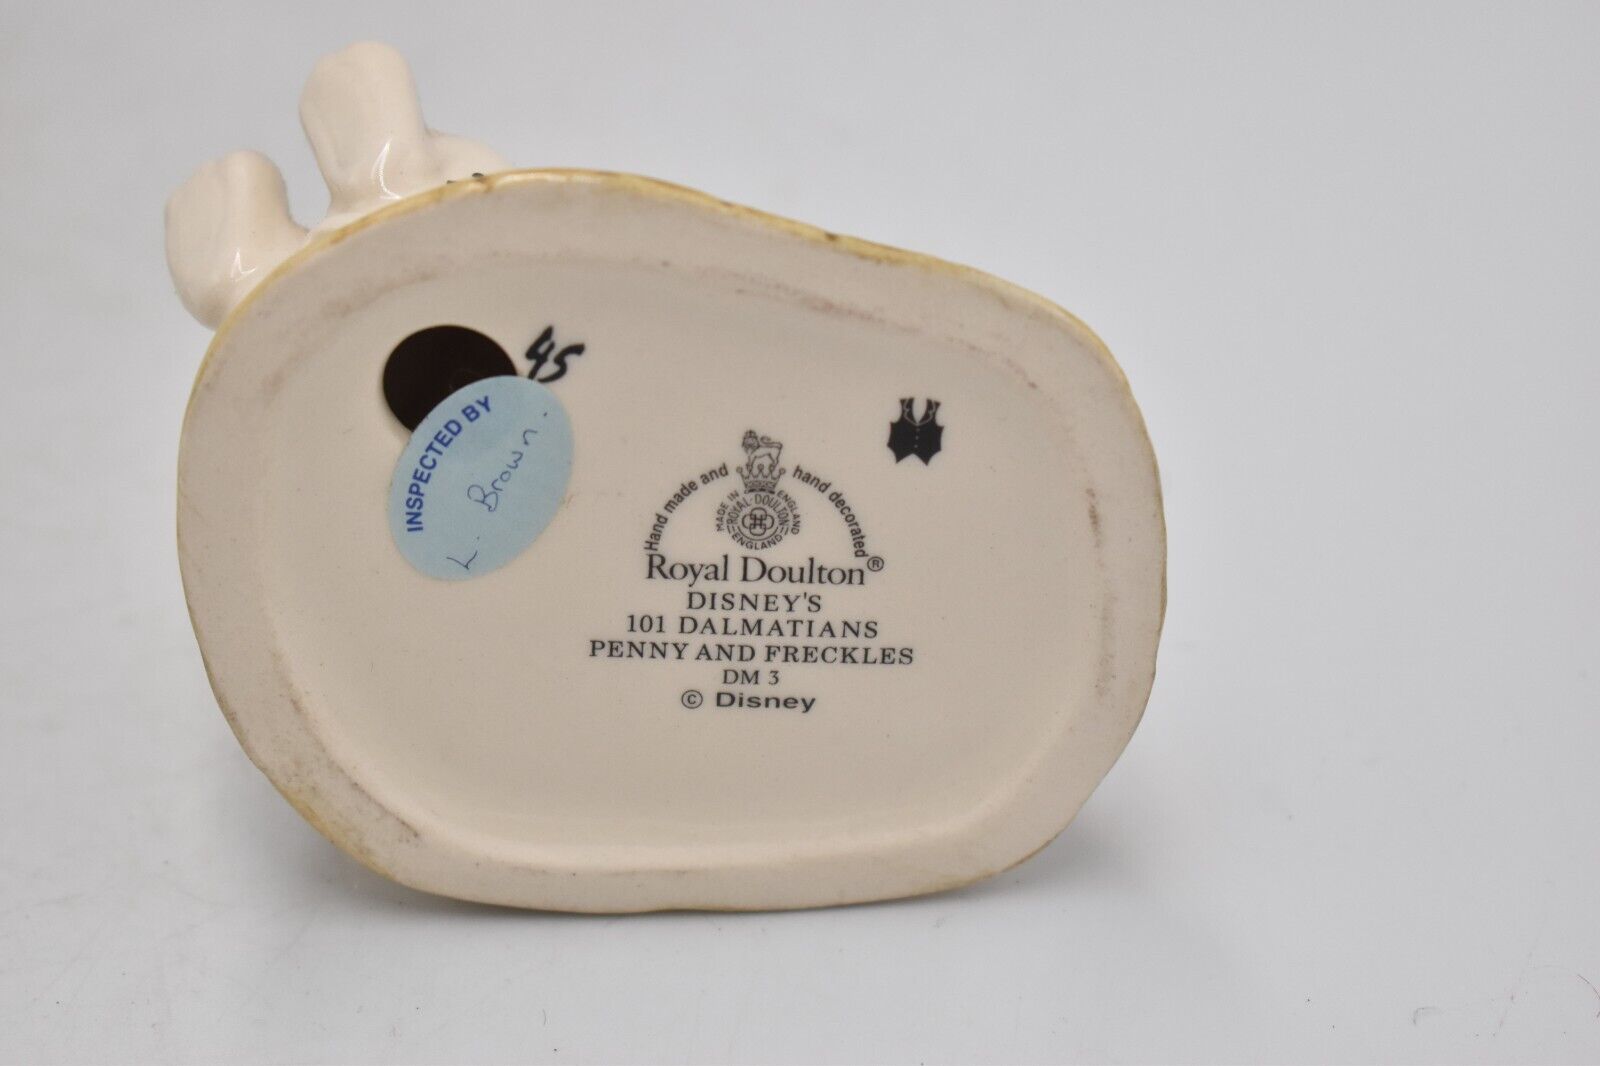 45
INSPECTED BY
L. Brown.
Hand made and hand decorated
MADE IN ENGLAND
ROYAL·DOULTON
ENGLAND
Royal Doulton®
DISNEY'S
101 DALMATIANS
PENNY AND FRECKLES
DM 3
© Disney